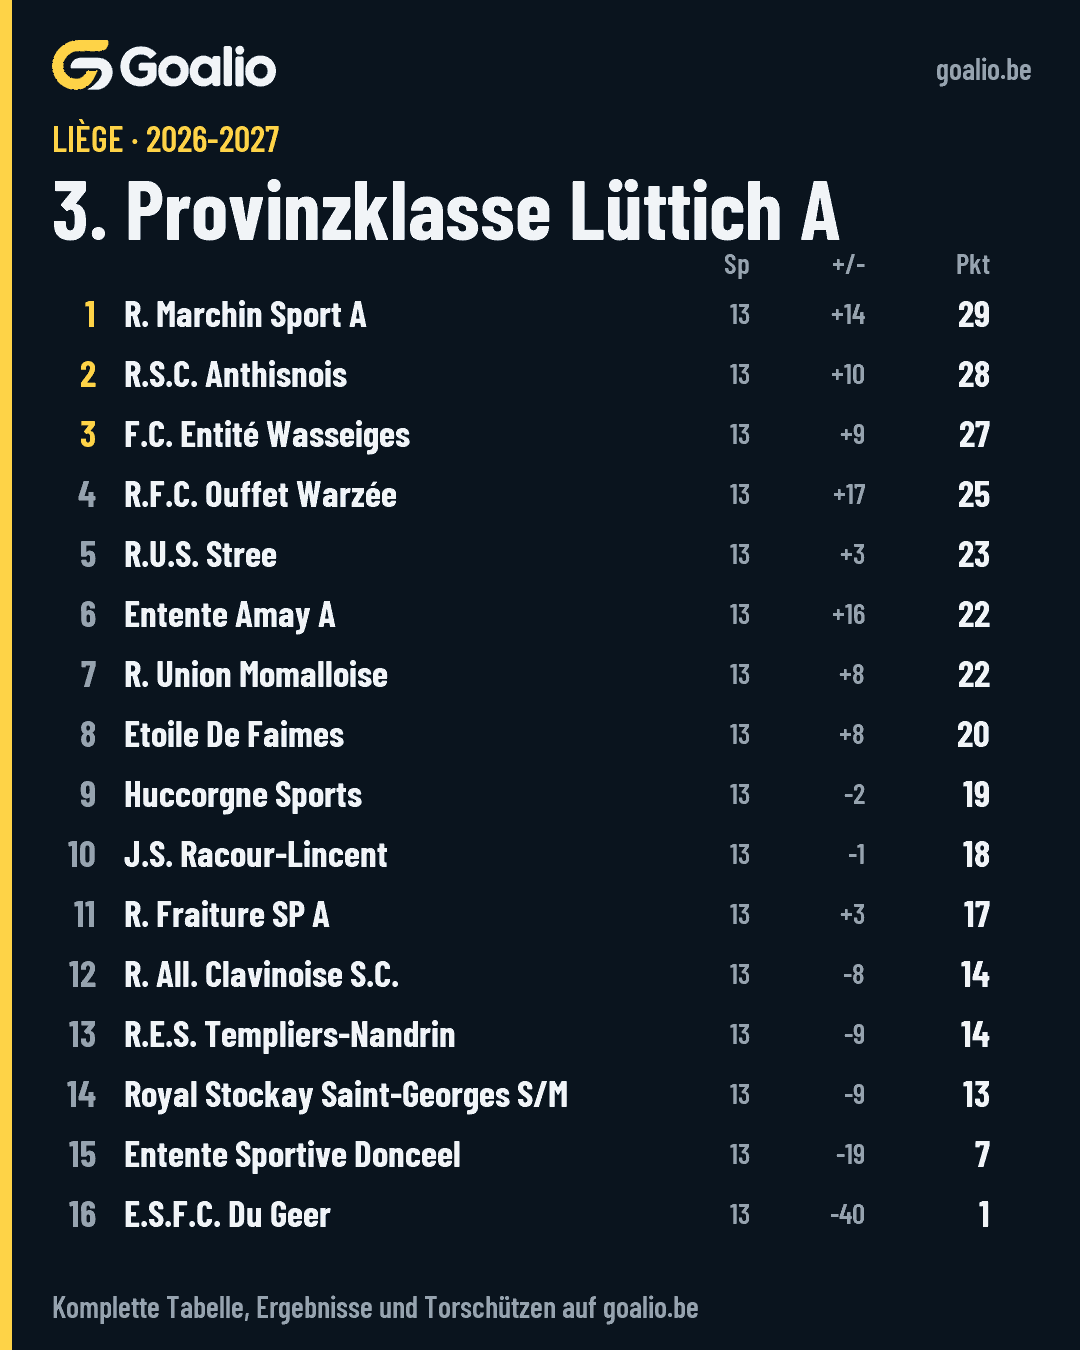 Goalio
goalio.be
LIÈGE · 2026-2027
3. Provinzklasse Lüttich A
Sp +/- Pkt
1 R. Marchin Sport A 13 +14 29
2 R.S.C. Anthisnois 13 +10 28
3 F.C. Entité Wasseiges 13 +9 27
4 R.F.C. Ouffet Warzée 13 +17 25
5 R.U.S. Stree 13 +3 23
6 Entente Amay A 13 +16 22
7 R. Union Momalloise 13 +8 22
8 Etoile De Faimes 13 +8 20
9 Huccorgne Sports 13 -2 19
10 J.S. Racour-Lincent 13 -1 18
11 R. Fraiture SP A 13 +3 17
12 R. All. Clavinoise S.C. 13 -8 14
13 R.E.S. Templiers-Nandrin 13 -9 14
14 Royal Stockay Saint-Georges S/M 13 -9 13
15 Entente Sportive Donceel 13 -19 7
16 E.S.F.C. Du Geer 13 -40 1
Komplette Tabelle, Ergebnisse und Torschützen auf goalio.be